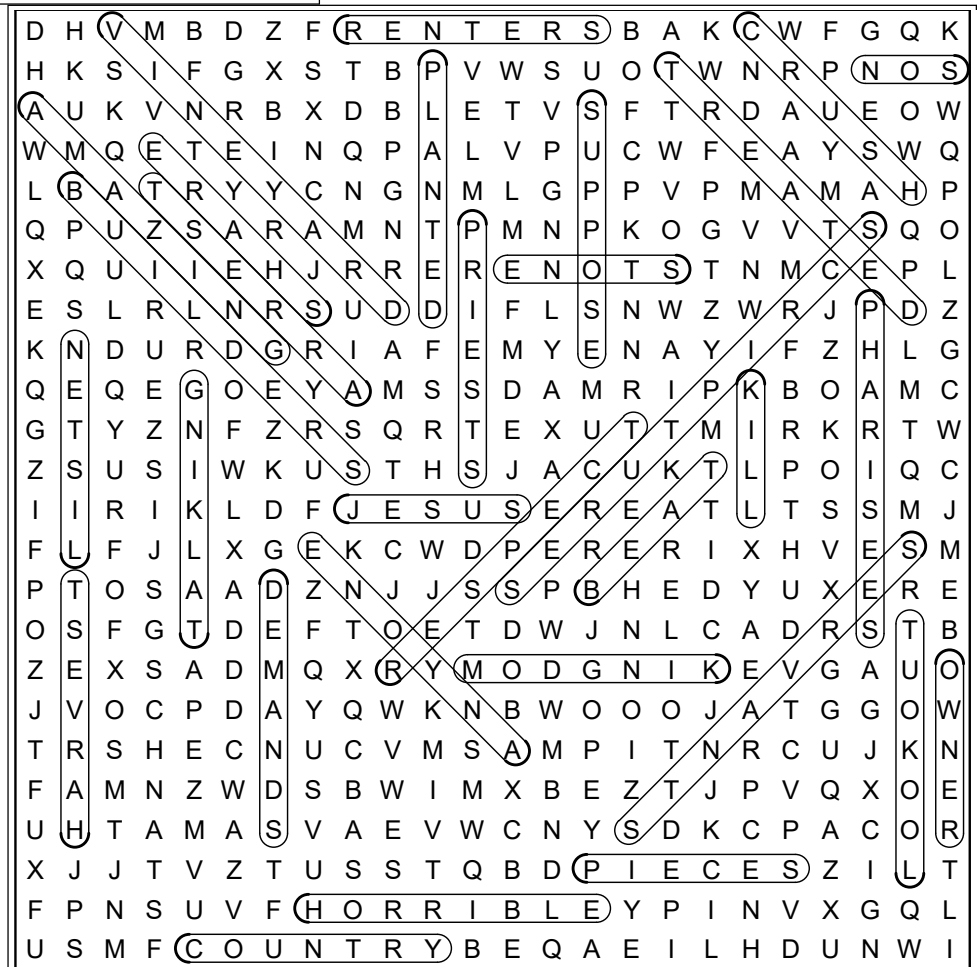 D H V M B D Z F R E N T E R S B A K C W F G Q K
H K S I F G X S T B P V W S U O T W N R P N O S
A U K V N R B X D B L E T V S F T R D A U E O W
W M Q E T E I N Q P A L V P U C W F E A Y S W Q
L B A T R Y Y C N G N M L G P P V P M A M A H P
Q P U Z S A R A M N T P M N P K O G V V T S Q O
X Q U I I E H J R R E R E N O T S T N M C E P L
E S L R L N R S U D D I F L S N W Z W R J P D Z
K N D U R D G R I A F E M Y E N A Y I F Z H L G
Q E Q E G O E Y A M S S D A M R I P K B O A M C
G T Y Z N F Z R S Q R T E X U T T M I R K R T W
Z S U S I W K U S T H S J A C U K T L P O I Q C
I I R I K L D F J E S U S E R E A T L T S S M J
F L F J L X G E K C W D P E R E R I X H V E S M
P T O S A A D Z N J J S S P B H E D Y U X E R E
O S F G T D E F T O E T D W J N L C A D R S T B
Z E X S A D M Q X R Y M O D G N I K E V G A U O
J V O C P D A Y Q W K N B W O O O J A T G G O W
T R S H E C N U C V M S A M P I T N R C U J K N
F A M N Z W D S B W I M X B E Z T J P V Q X O E
U H T A M A S V A E V W C N Y S D K C P A C O R
X J J T V Z T U S S T Q B D P I E C E S Z I L T
F P N S U V F H O R R I B L E Y P I N V X G Q L
U S M F C O U N T R Y B E Q A E I L H D U N W I